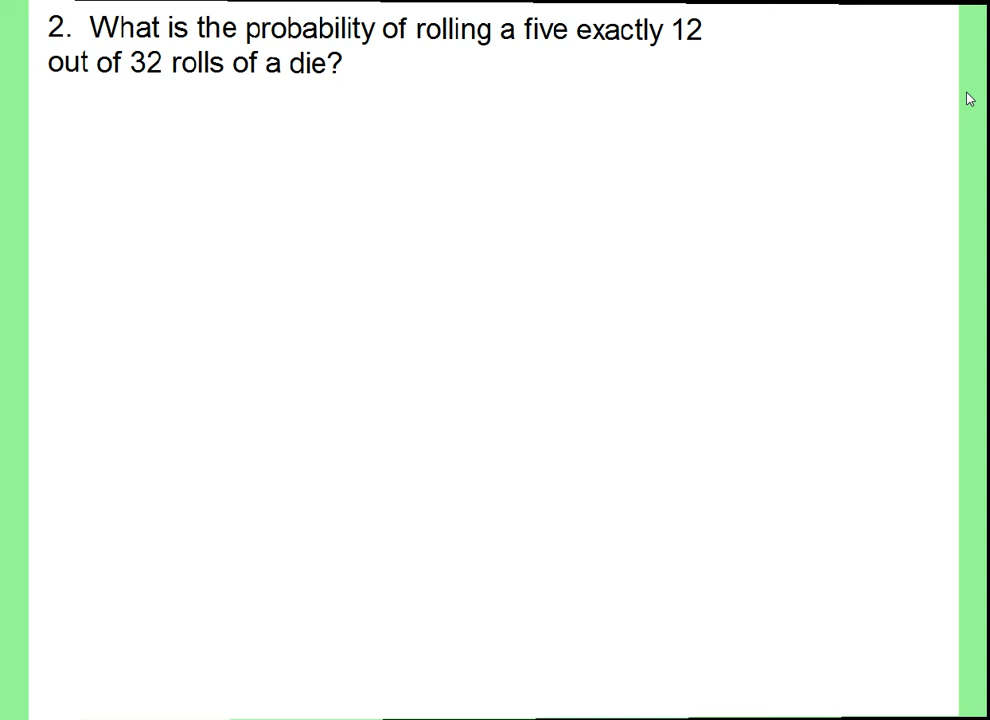 2.  What is the probability of rolling a five exactly 12
out of 32 rolls of a die?